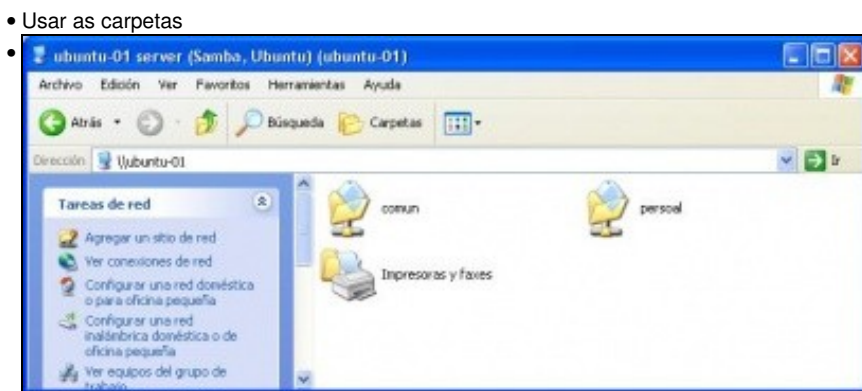 • Usar as carpetas
•
ubuntu-01 server (Samba, Ubuntu) (ubuntu-01)
Archivo Edición Ver Favoritos Herramientas Ayuda
Atrás Búsqueda Carpetas
Dirección \\ubuntu-01 Ir
Tareas de red
Agregar un sitio de red
Ver conexiones de red
Configurar una red doméstica
o para oficina pequeña
Configurar una red
inalámbrica doméstica o de
oficina pequeña
Ver equipos del grupo de
trabajo
comun
persoal
Impresoras y faxes